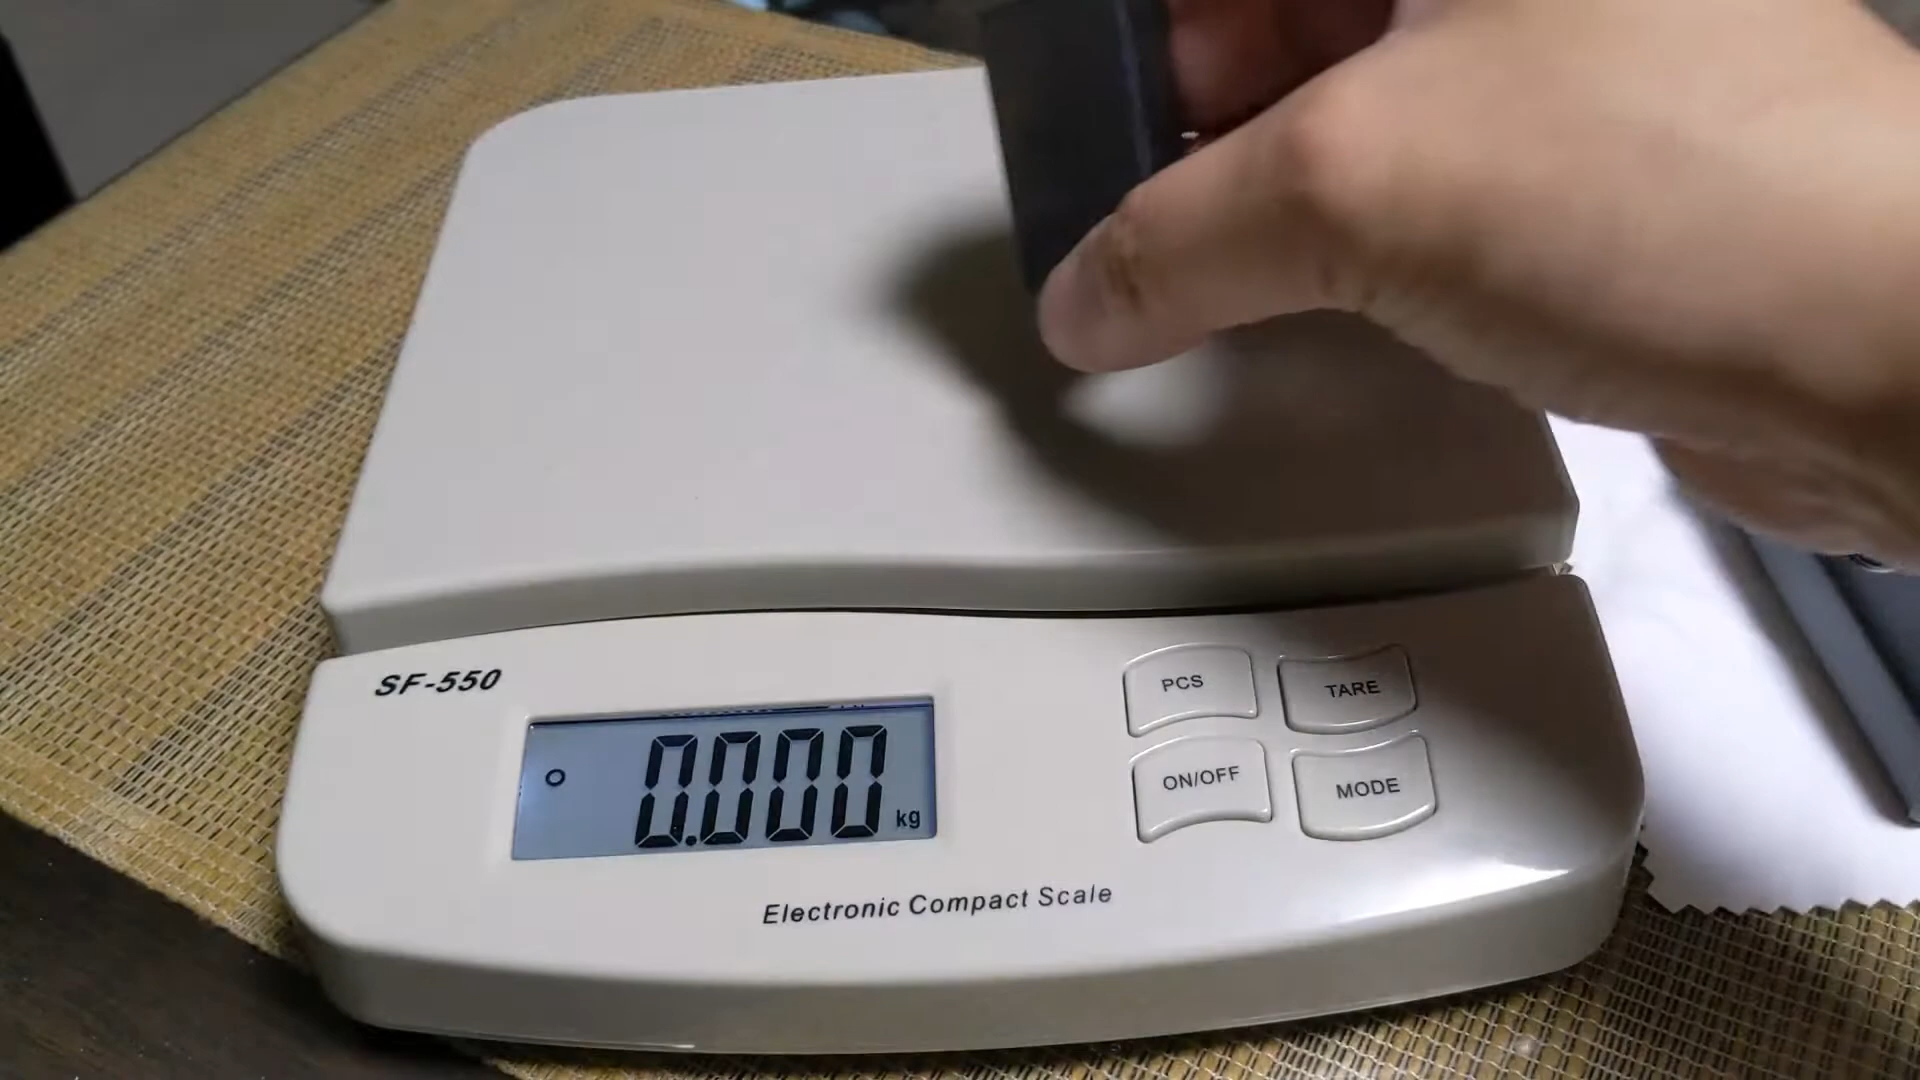 SF-550
PCS
TARE
0.000 kg
ON/OFF
MODE
Electronic Compact Scale